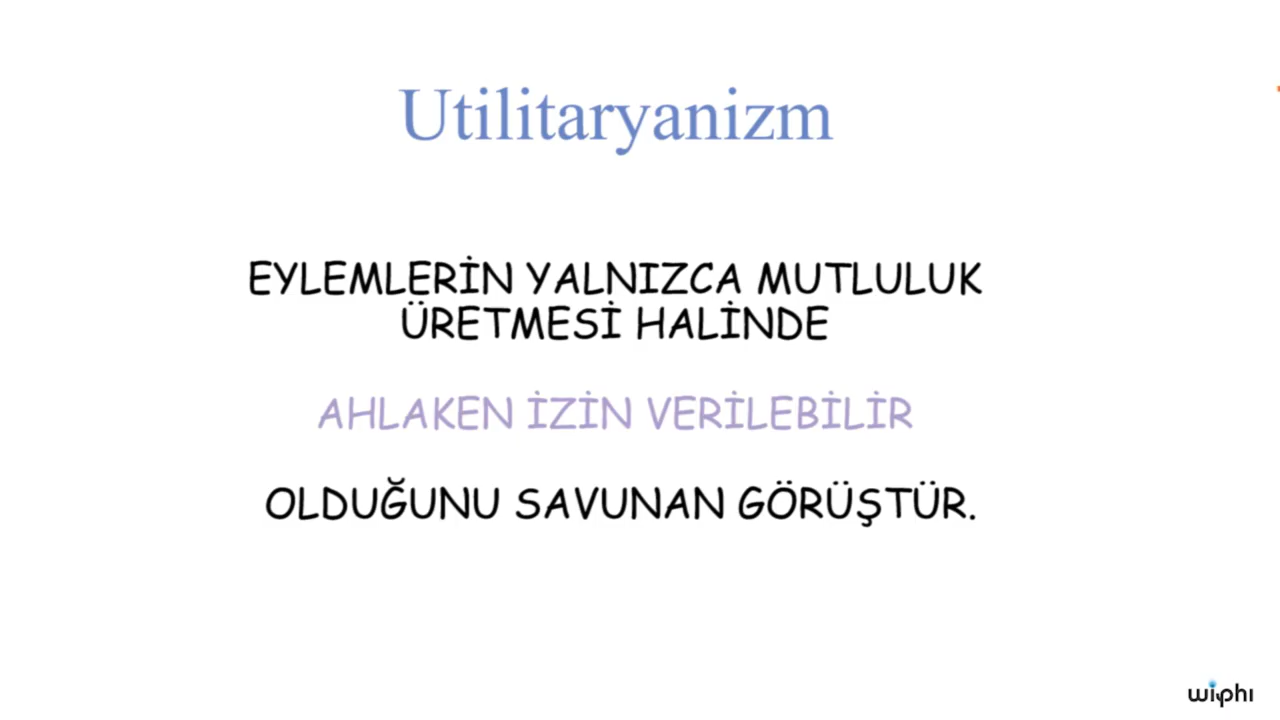 Utilitaryanizm
EYLEMLERİN YALNIZCA MUTLULUK
ÜRETMESİ HALİNDE
AHLAKEN İZİN VERİLEBİLİR
OLDUĞUNU SAVUNAN GÖRÜŞTÜR.
wiphi